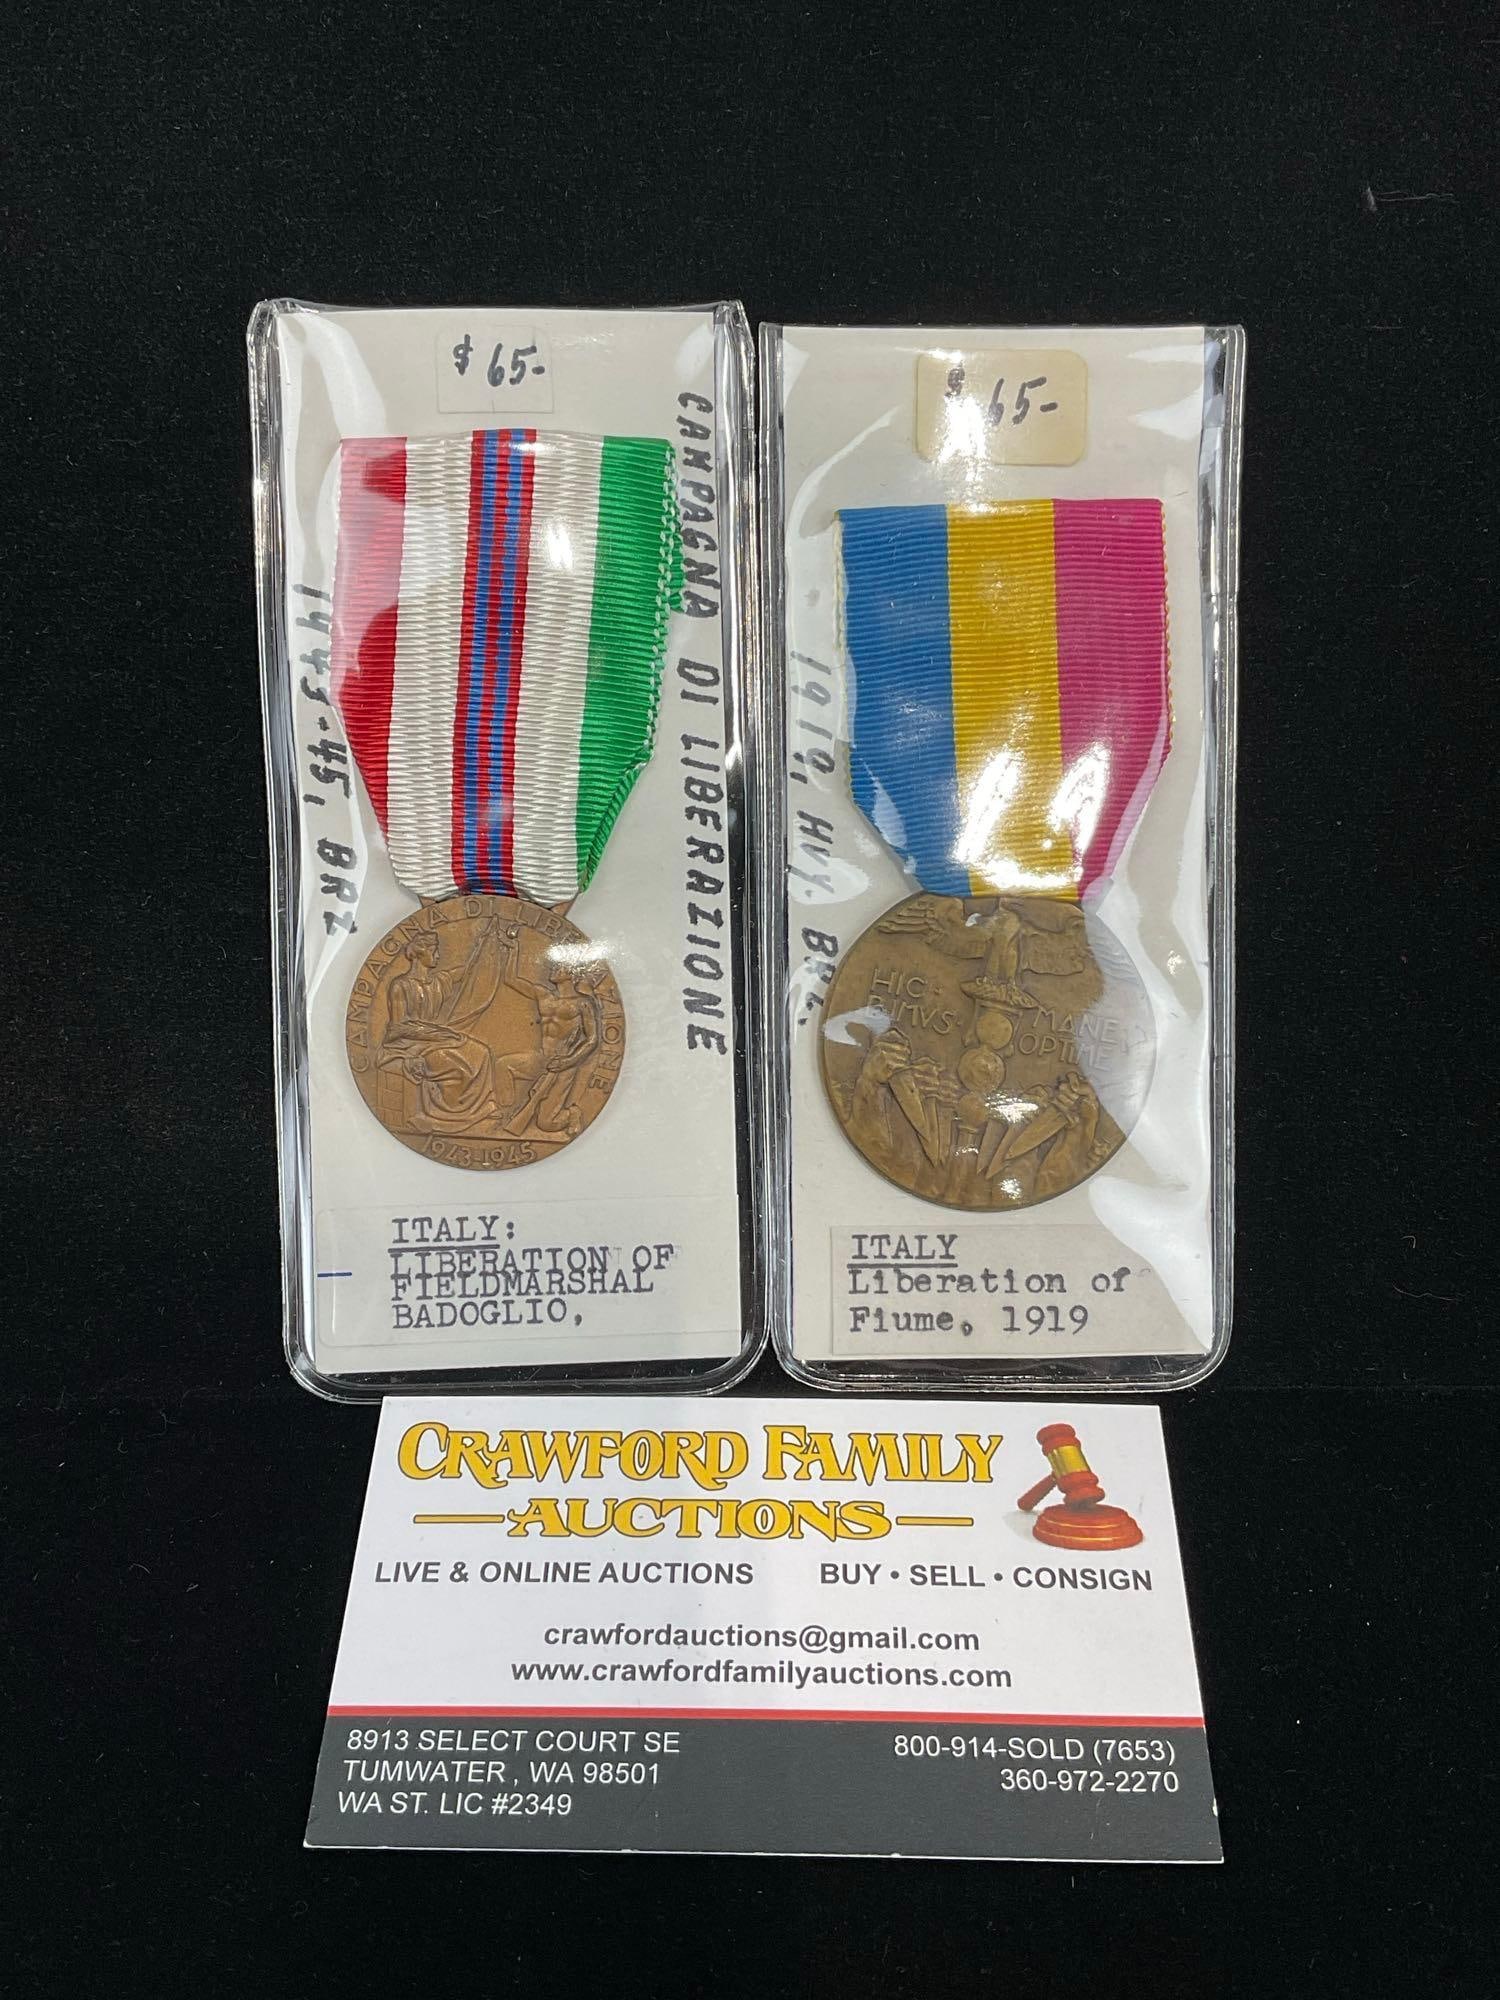 $ 65-
CAMPAGNA DI LIBERAZIONE
1943-45, BRZ
CAMPAGNA DI LIBERAZIONE
1943-1945
ITALY:
LIBERATION OF
FIELDMARSHAL
BADOGLIO,
$ 65-
1919, HVY. BRZ.
HIC MANE
BIMVS OPTIME
ITALY
Liberation of
Fiume, 1919
CRAWFORD FAMILY
AUCTIONS
LIVE & ONLINE AUCTIONS BUY • SELL • CONSIGN
crawfordauctions@gmail.com
www.crawfordfamilyauctions.com
8913 SELECT COURT SE
TUMWATER , WA 98501
WA ST. LIC #2349
800-914-SOLD (7653)
360-972-2270